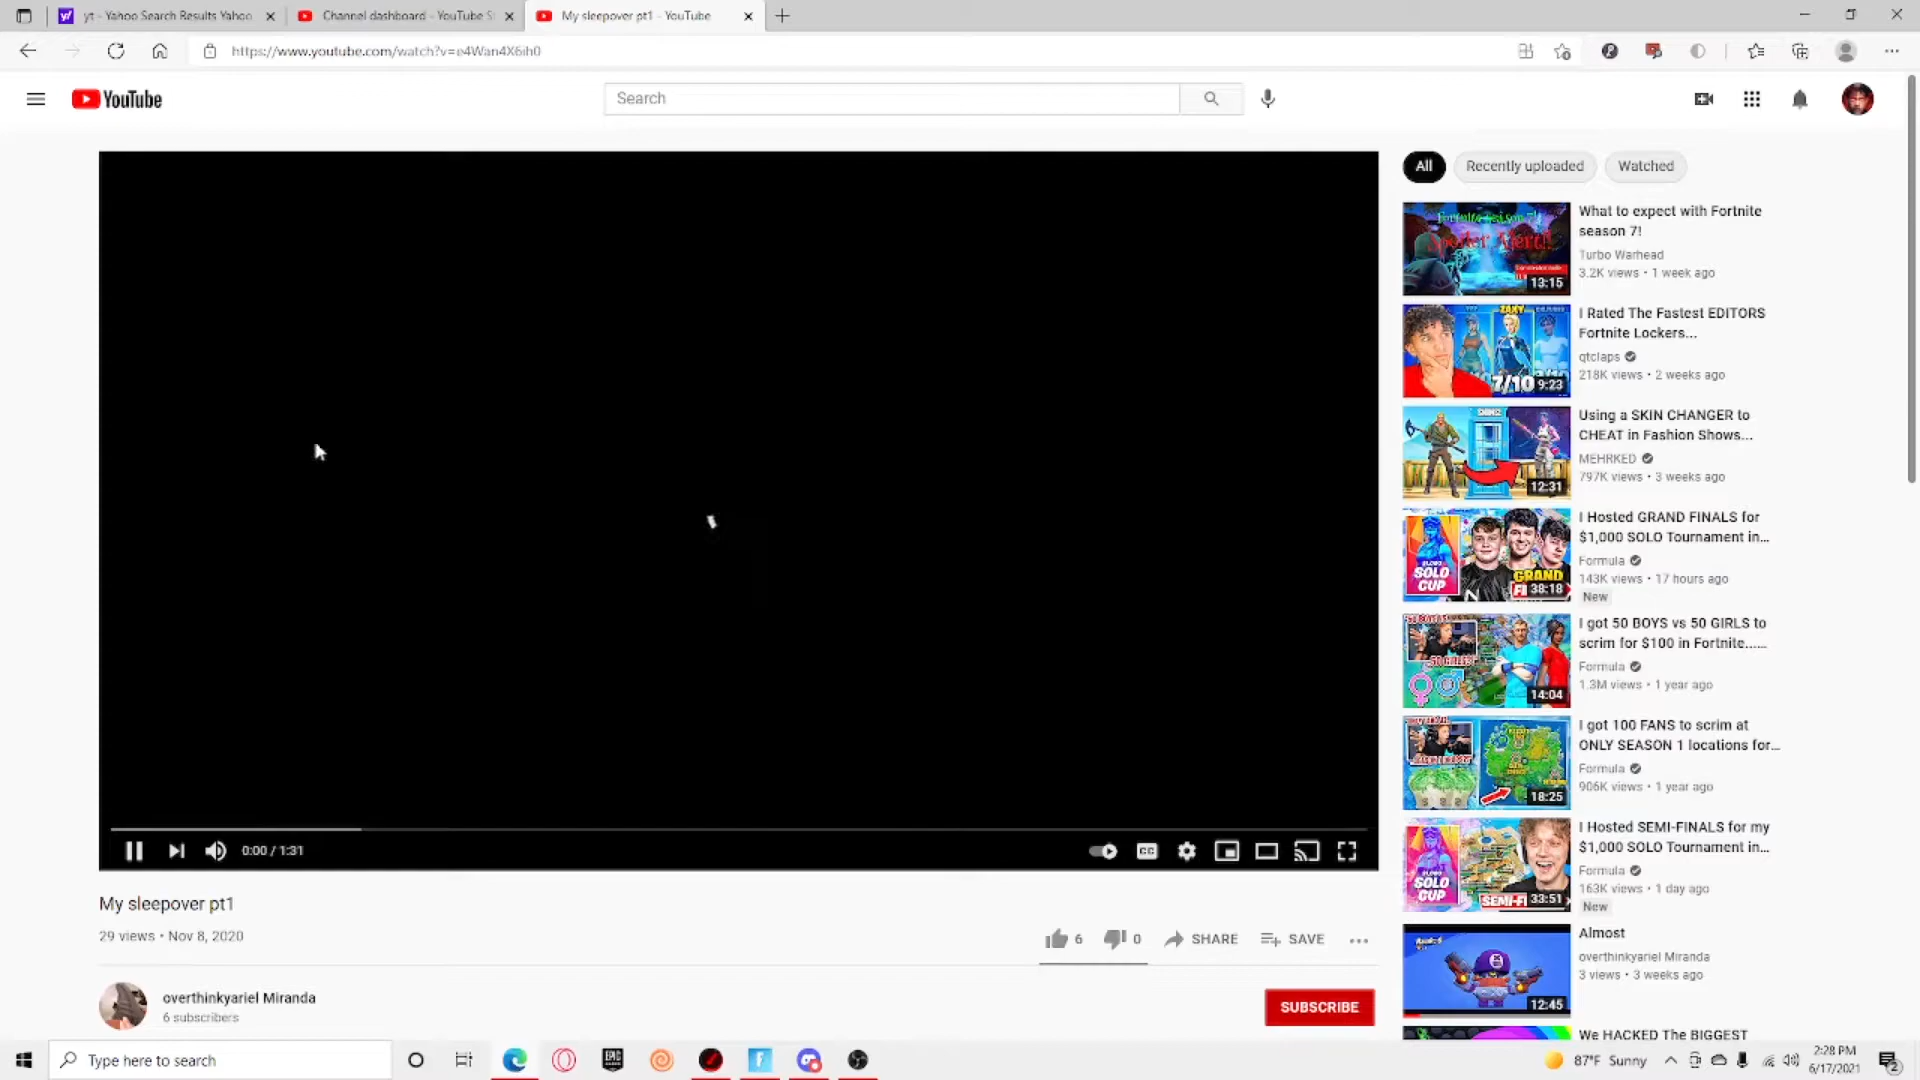 yt - Yahoo Search Results Yahoo
Channel dashboard - YouTube St
My sleepover pt1 - YouTube
https://www.youtube.com/watch?v=e4Wan4X6ih0
YouTube
Search
All
Recently uploaded
Watched
Fortnite season 7!
Spoiler Alert!!
13:15
What to expect with Fortnite
season 7!
Turbo Warhead
3.2K views • 1 week ago
7/10
9:23
I Rated The Fastest EDITORS
Fortnite Lockers...
qtclaps
218K views • 2 weeks ago
12:31
Using a SKIN CHANGER to
CHEAT in Fashion Shows...
MEHRKED
797K views • 3 weeks ago
SOLO
CUP
GRAND
38:18
I Hosted GRAND FINALS for
$1,000 SOLO Tournament in...
Formula
143K views • 17 hours ago
New
14:04
I got 50 BOYS vs 50 GIRLS to
scrim for $100 in Fortnite......
Formula
1.3M views • 1 year ago
18:25
I got 100 FANS to scrim at
ONLY SEASON 1 locations for...
Formula
906K views • 1 year ago
SOLO
CUP
SEMI-FI
33:51
I Hosted SEMI-FINALS for my
$1,000 SOLO Tournament in...
Formula
163K views • 1 day ago
New
12:45
Almost
overthinkyariel Miranda
3 views • 3 weeks ago
We HACKED The BIGGEST
0:00 / 1:31
CC
My sleepover pt1
29 views • Nov 8, 2020
6
0
SHARE
SAVE
overthinkyariel Miranda
6 subscribers
SUBSCRIBE
Type here to search
EPIC
87°F Sunny
2:28 PM
6/17/2021
2